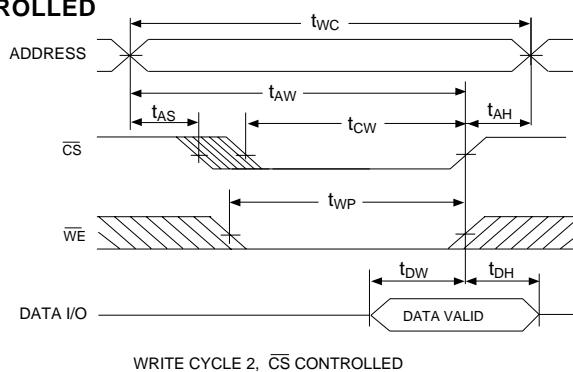 ROLLED
tWC
ADDRESS
tAW
tAS
tCW
tAH
CS
tWP
WE
tDW
tDH
DATA I/O
DATA VALID
WRITE CYCLE 2, CS CONTROLLED